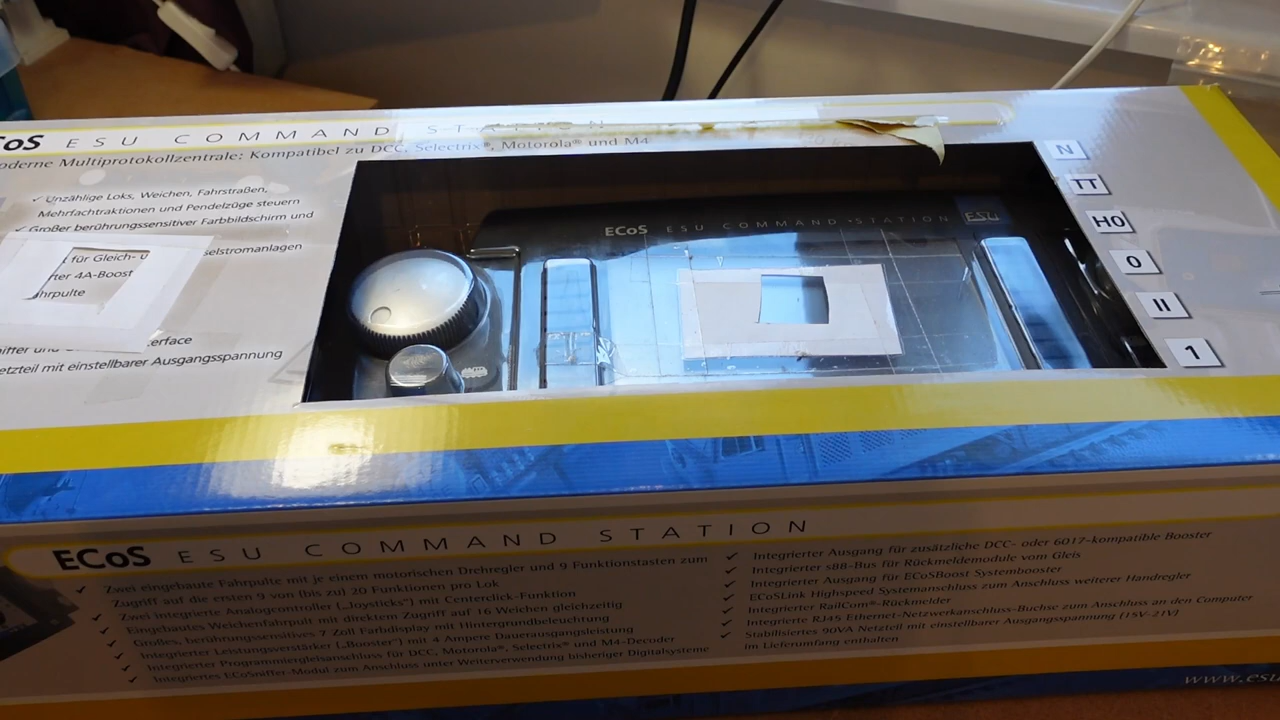 CoS ESU COMMAND STATION
oderne Multiprotokollzentrale: Kompatibel zu DCC, Selectrix®, Motorola® und M4
✓ Unzählige Loks, Weichen, Fahrstraßen,
Mehrfachtraktionen und Pendelzüge steuern
✓ Großer berührungssensitiver Farbbildschirm und
selstromanlagen
für Gleich- u
rter 4A-Boost
ahrpulte
niffer und
erface
etzteil mit einstellbarer Ausgangsspannung
ECoS ESU COMMAND STATION ESU
N
TT
H0
0
II
1
ECoS ESU COMMAND STATION
✓ Zwei eingebaute Fahrpulte mit je einem motorischen Drehregler und 9 Funktionstasten zum
Zugriff auf die ersten 9 von (bis zu) 20 Funktionen pro Lok
✓ Zwei integrierte Analogcontroller („Joysticks") mit Centerclick-Funktion
✓ Eingebautes Weichenfahrpult mit direktem Zugriff auf 16 Weichen gleichzeitig
✓ Großes, berührungssensitives 7 Zoll Farbdisplay mit Hintergrundbeleuchtung
✓ Integrierter Leistungsverstärker („Booster") mit 4 Ampere Dauerausgangsleistung
✓ Integrierter Programmiergleisanschluss für DCC, Motorola®, Selectrix® und M4-Decoder
✓ Integriertes ECoSniffer-Modul zum Anschluss unter Weiterverwendung bisheriger Digitalsysteme
✓ Integrierter Ausgang für zusätzliche DCC- oder 6017-kompatible Booster
✓ Integrierter s88-Bus für Rückmeldemodule vom Gleis
✓ Integrierter Ausgang für ECoSBoost Systembooster
✓ ECoSLink Highspeed Systemanschluss zum Anschluss weiterer Handregler
✓ Integrierter RailCom®-Rückmelder
✓ Integrierte RJ45 Ethernet-Netzwerkanschluss-Buchse zum Anschluss an den Computer
✓ Stabilisiertes 90VA Netzteil mit einstellbarer Ausgangsspannung (15V-21V)
im Lieferumfang enthalten
www.esu